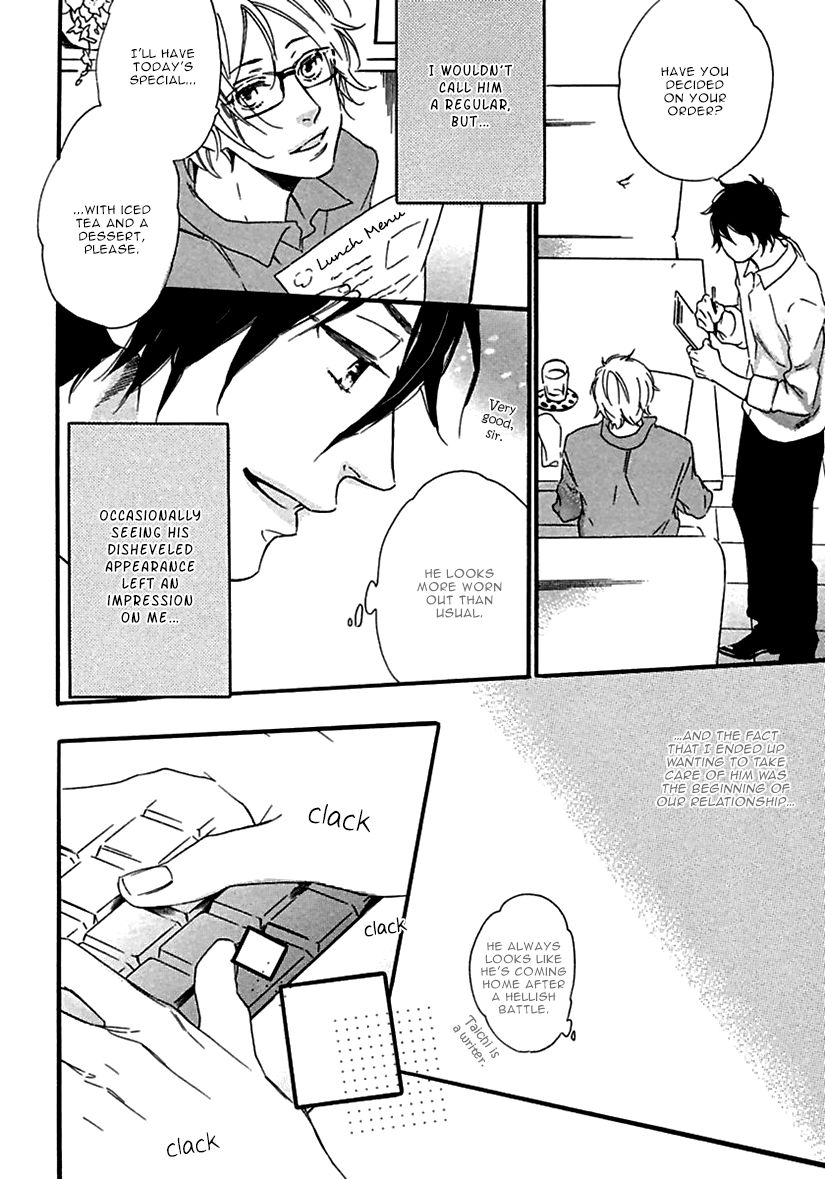 HAVE YOU
DECIDED
ON YOUR
ORDER?
I WOULDN'T
CALL HIM
A REGULAR,
BUT...
I'LL HAVE
TODAY'S
SPECIAL...
...WITH ICED
TEA AND A
DESSERT,
PLEASE.
Lunch Menu
Very
good,
sir.
HE LOOKS
MORE WORN
OUT THAN
USUAL.
OCCASIONALLY
SEEING HIS
DISHEVELED
APPEARANCE
LEFT AN
IMPRESSION
ON ME...
...AND THE FACT
THAT I ENDED UP
WANTING TO TAKE
CARE OF HIM WAS
THE BEGINNING OF
OUR RELATIONSHIP...
HE ALWAYS
LOOKS LIKE
HE'S COMING
HOME AFTER
A HELLISH
BATTLE.
Taichi is
a writer.
clack
clack
clack